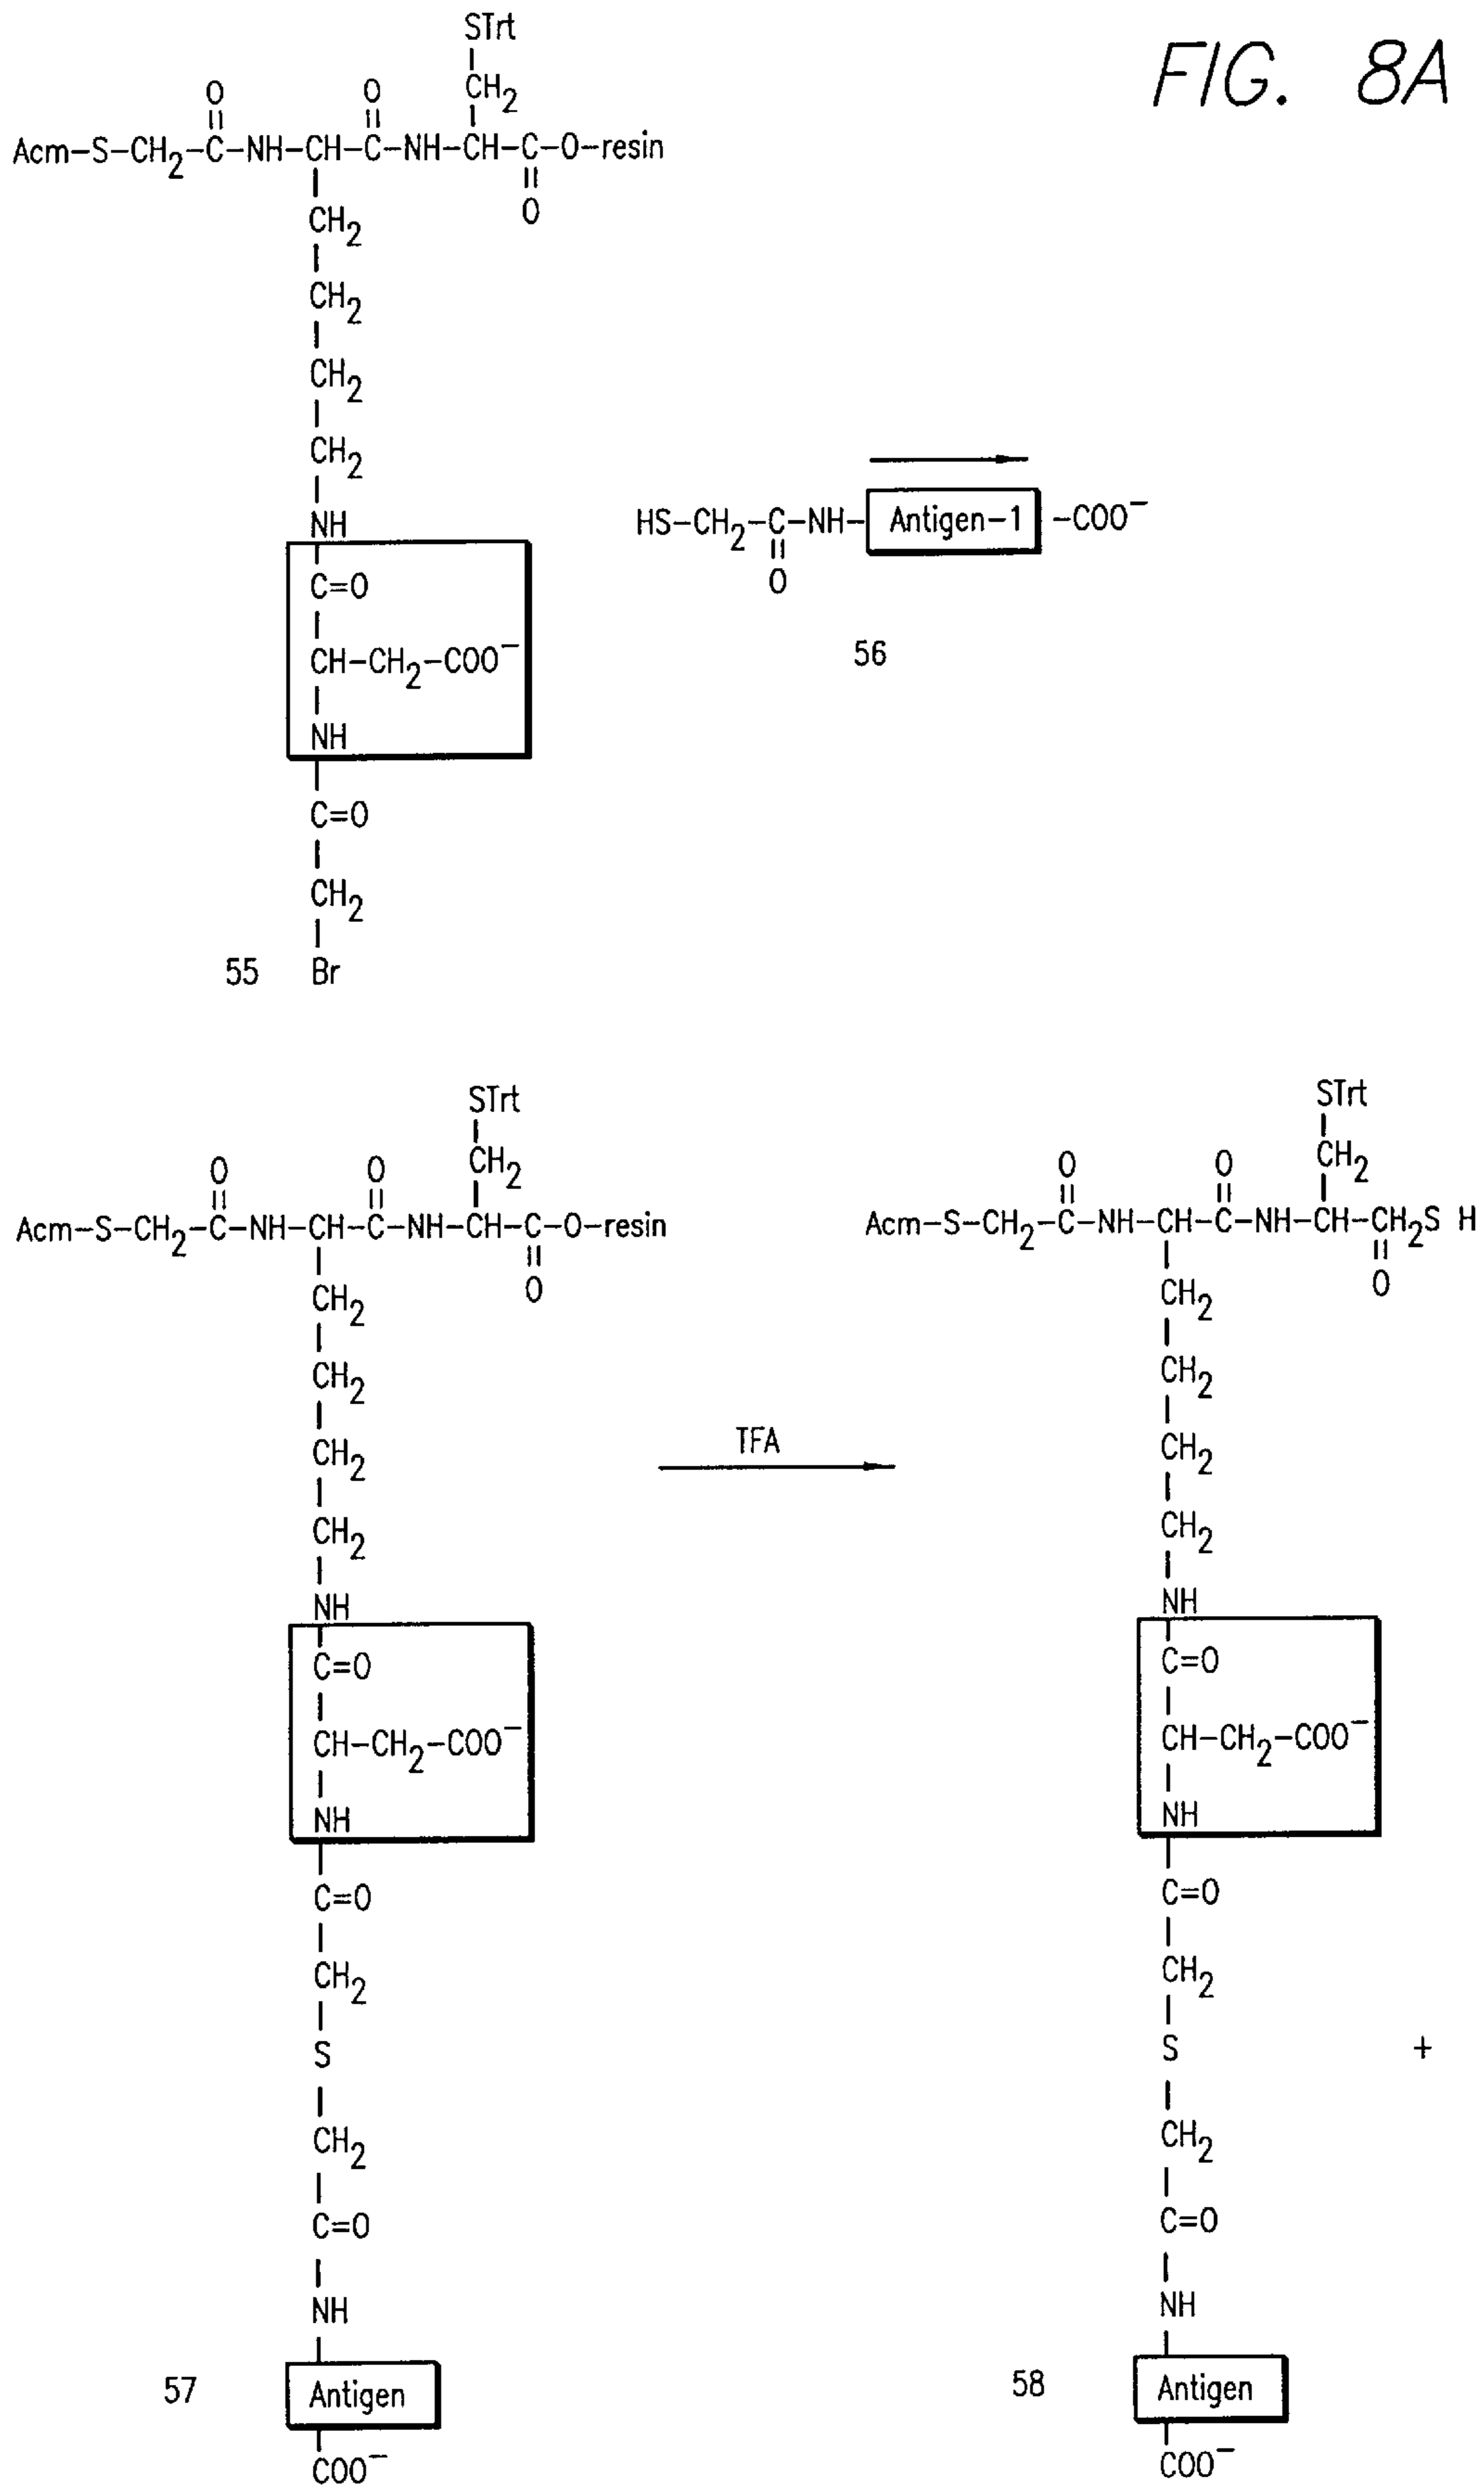 FIG. 8A
STrt
CH2
O O
Acm-S-CH2-C-NH-CH-C-NH-CH-C-O-resin
O
CH2
CH2
CH2
CH2
NH
C=O
CH-CH2-COO-
NH
C=O
CH2
55 Br
HS-CH2-C-NH- Antigen-1 -COO-
O
56
STrt
CH2
O O
Acm-S-CH2-C-NH-CH-C-NH-CH-C-O-resin
O
CH2
CH2
CH2
CH2
NH
C=O
CH-CH2-COO-
NH
C=O
CH2
S
CH2
C=O
NH
57 Antigen
COO-
TFA
STrt
CH2
O O
Acm-S-CH2-C-NH-CH-C-NH-CH-CH2S H
O
CH2
CH2
CH2
CH2
NH
C=O
CH-CH2-COO-
NH
C=O
CH2
S +
CH2
C=O
NH
58 Antigen
COO-